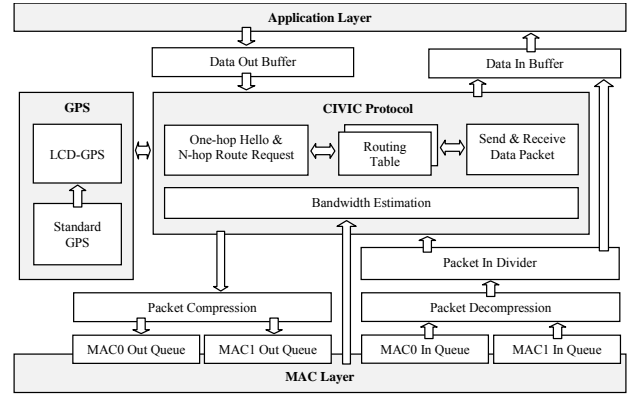 Application Layer
Data Out Buffer
Data In Buffer
GPS
LCD-GPS
Standard
GPS
CIVIC Protocol
One-hop Hello &
N-hop Route Request
Routing
Table
Send & Receive
Data Packet
Bandwidth Estimation
Packet In Divider
Packet Compression
Packet Decompression
MAC0 Out Queue
MAC1 Out Queue
MAC0 In Queue
MAC1 In Queue
MAC Layer